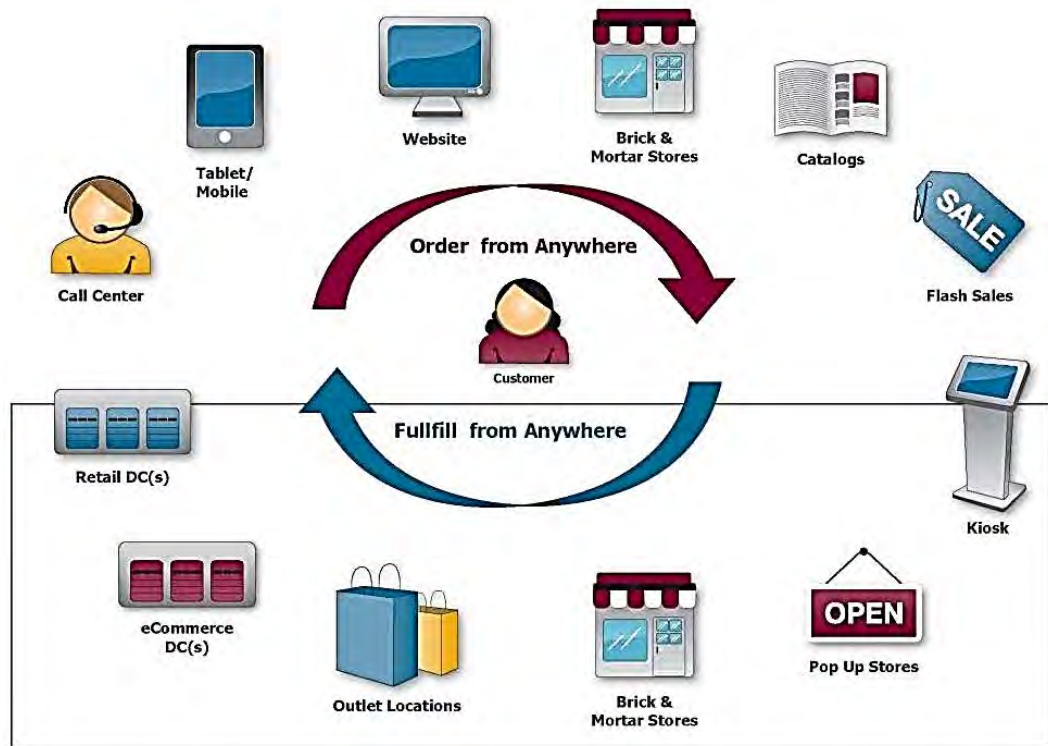 Website
Brick &
Mortar Stores
Catalogs
Tablet/
Mobile
SALE
Call Center
Flash Sales
Order from Anywhere
Customer
Fullfill from Anywhere
Retail DC(s)
Kiosk
eCommerce
DC(s)
Outlet Locations
Brick &
Mortar Stores
OPEN
Pop Up Stores